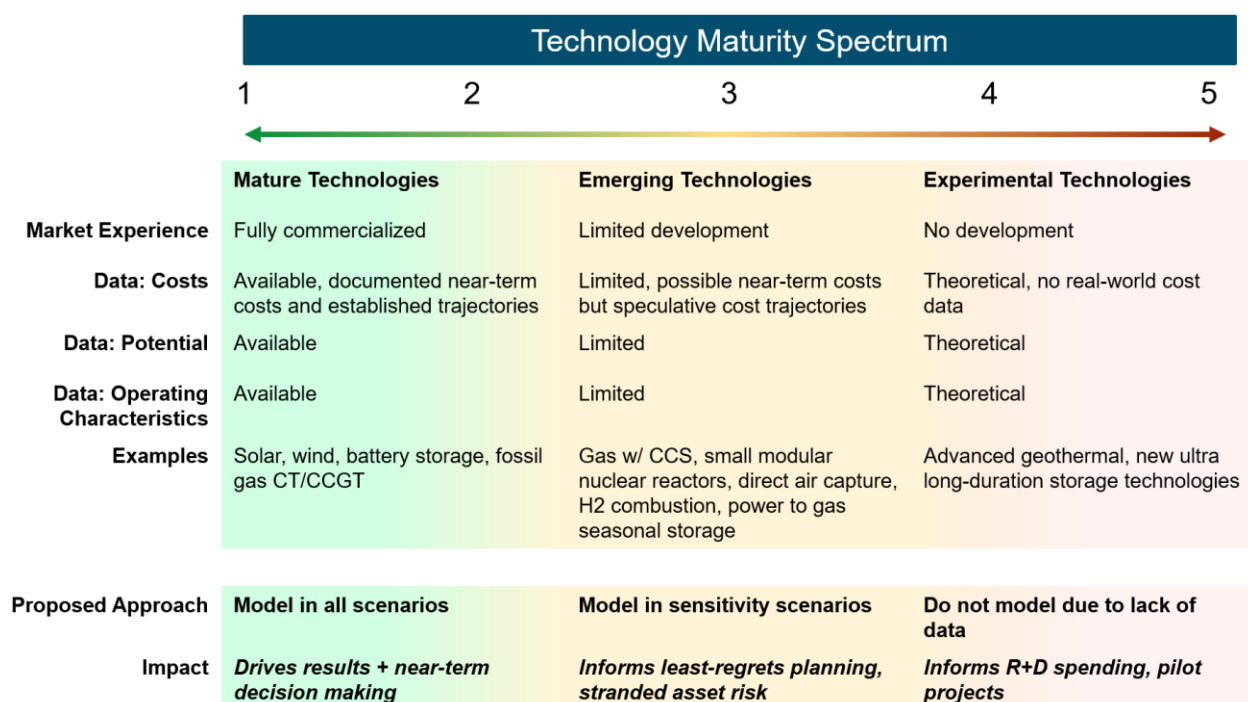 Technology Maturity Spectrum
1 2 3 4 5
Mature Technologies Emerging Technologies Experimental Technologies
Market Experience Fully commercialized Limited development No development
Data: Costs Available, documented near-term Limited, possible near-term costs Theoretical, no real-world cost
costs and established trajectories but speculative cost trajectories data
Data: Potential Available Limited Theoretical
Data: Operating Available Limited Theoretical
Characteristics
Examples Solar, wind, battery storage, fossil Gas w/ CCS, small modular Advanced geothermal, new ultra
gas CT/CCGT nuclear reactors, direct air capture, long-duration storage technologies
H2 combustion, power to gas
seasonal storage
Proposed Approach Model in all scenarios Model in sensitivity scenarios Do not model due to lack of
data
Impact Drives results + near-term Informs least-regrets planning, Informs R+D spending, pilot
decision making stranded asset risk projects